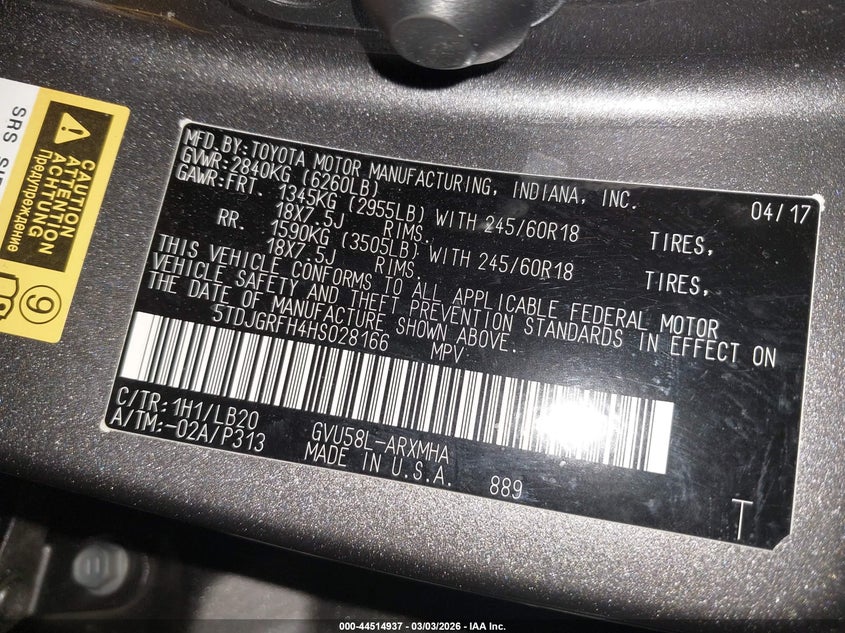 MFD. BY: TOYOTA MOTOR MANUFACTURING, INDIANA, INC. 04/17
GVWR: 2840KG (6260LB)
GAWR: FRT. 1345KG (2955LB) WITH 245/60R18 TIRES,
18X7.5J RIMS.
RR. 1590KG (3505LB) WITH 245/60R18 TIRES,
18X7.5J RIMS.
THIS VEHICLE CONFORMS TO ALL APPLICABLE FEDERAL MOTOR
VEHICLE SAFETY AND THEFT PREVENTION STANDARDS IN EFFECT ON
THE DATE OF MANUFACTURE SHOWN ABOVE.
5TDJGRFH4HS028166 MPV
C/TR: 1H1/LB20 GVU58L-ARXMHA
A/TM: -02A/P313 MADE IN U.S.A. 889
T
CAUTION
ATTENTION
ACHTUNG
Предупреждение
SRS
9
000-44514937 - 03/03/2026 - IAA Inc.